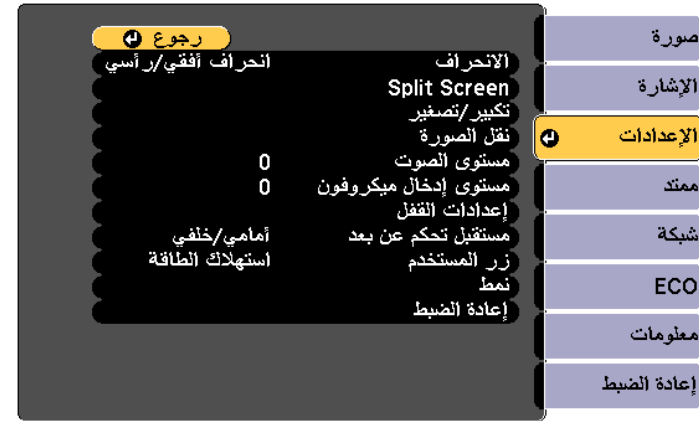 رجوع
الانحراف انحراف أفقي/رأسي
Split Screen
تكبير/تصغير
نقل الصورة
مستوى الصوت 0
مستوى إدخال ميكروفون 0
إعدادات القفل
مستقبل تحكم عن بعد أمامي/خلفي
زر المستخدم استهلاك الطاقة
نمط
إعادة الضبط
صورة
الإشارة
الإعدادات
ممتد
شبكة
ECO
معلومات
إعادة الضبط